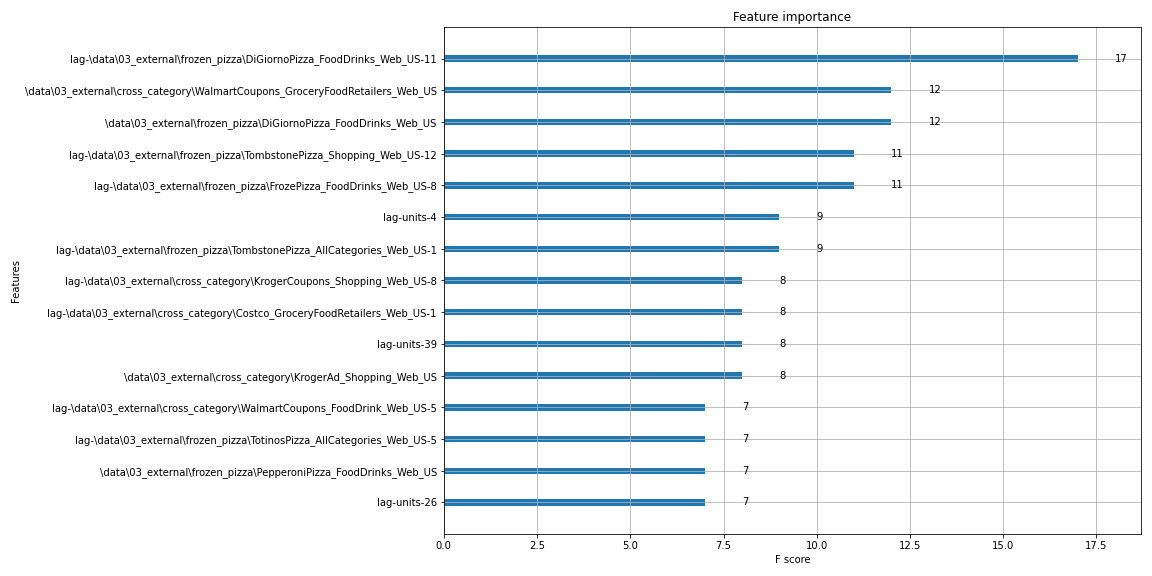 Feature importance
lag-\data\03_external\frozen_pizza\DiGiornoPizza_FoodDrinks_Web_US-11 17
\data\03_external\cross_category\WalmartCoupons_GroceryFoodRetailers_Web_US 12
\data\03_external\frozen_pizza\DiGiornoPizza_FoodDrinks_Web_US 12
lag-\data\03_external\frozen_pizza\TombstonePizza_Shopping_Web_US-12 11
lag-\data\03_external\frozen_pizza\FrozePizza_FoodDrinks_Web_US-8 11
lag-units-4 9
lag-\data\03_external\frozen_pizza\TombstonePizza_AllCategories_Web_US-1 9
lag-\data\03_external\cross_category\KrogerCoupons_Shopping_Web_US-8 8
lag-\data\03_external\cross_category\Costco_GroceryFoodRetailers_Web_US-1 8
lag-units-39 8
\data\03_external\cross_category\KrogerAd_Shopping_Web_US 8
lag-\data\03_external\cross_category\WalmartCoupons_FoodDrink_Web_US-5 7
lag-\data\03_external\frozen_pizza\TotinosPizza_AllCategories_Web_US-5 7
\data\03_external\frozen_pizza\PepperoniPizza_FoodDrinks_Web_US 7
lag-units-26 7
Features
0.0 2.5 5.0 7.5 10.0 12.5 15.0 17.5
F score